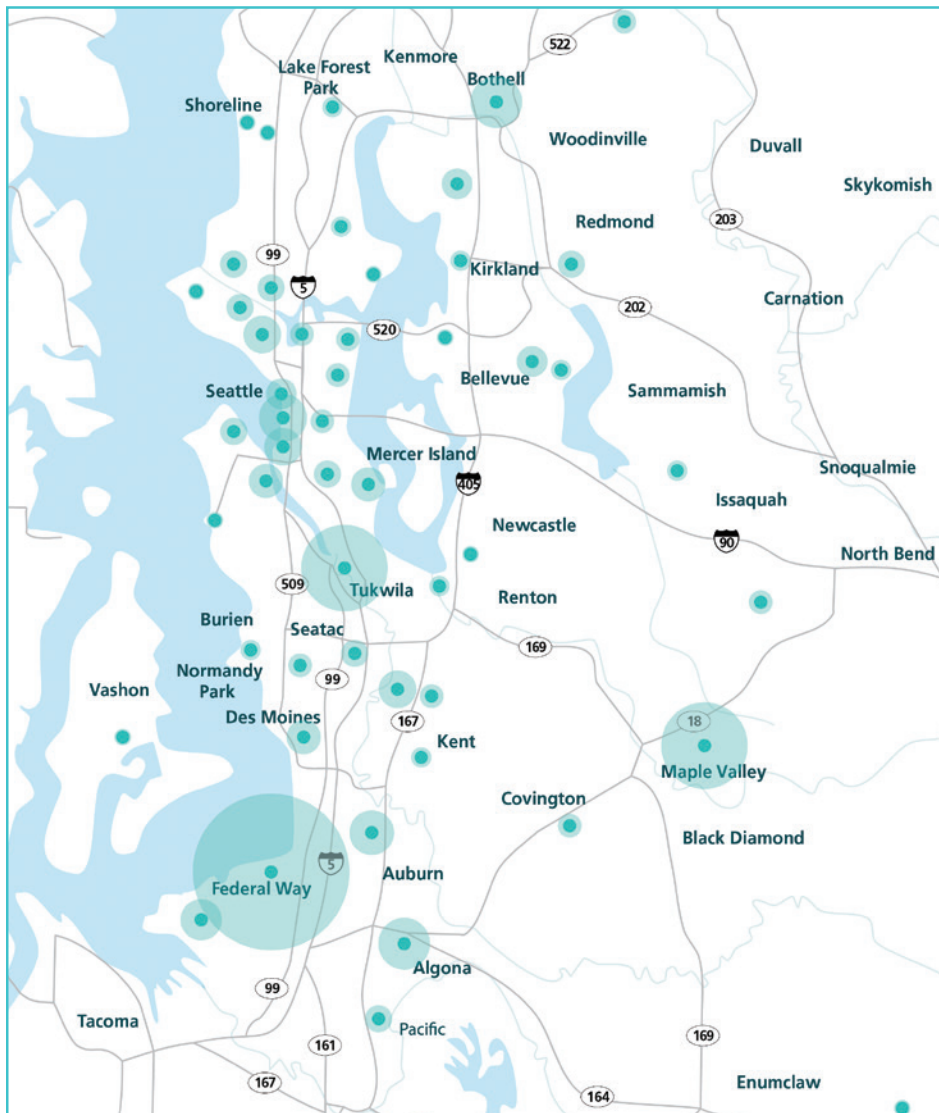 522
Kenmore
Lake Forest
Park
Bothell
Shoreline
Woodinville
Duvall
Skykomish
203
Redmond
99
Kirkland
5
Carnation
202
520
Seattle
Bellevue
Sammamish
Mercer Island
Snoqualmie
405
Issaquah
Newcastle
90
North Bend
509
Tukwila
Renton
Burien
Seatac
169
Normandy
Park
99
Vashon
Des Moines
167
18
Kent
Maple Valley
Covington
Black Diamond
5
Auburn
Federal Way
Algona
99
Tacoma
Pacific
161
169
167
Enumclaw
164